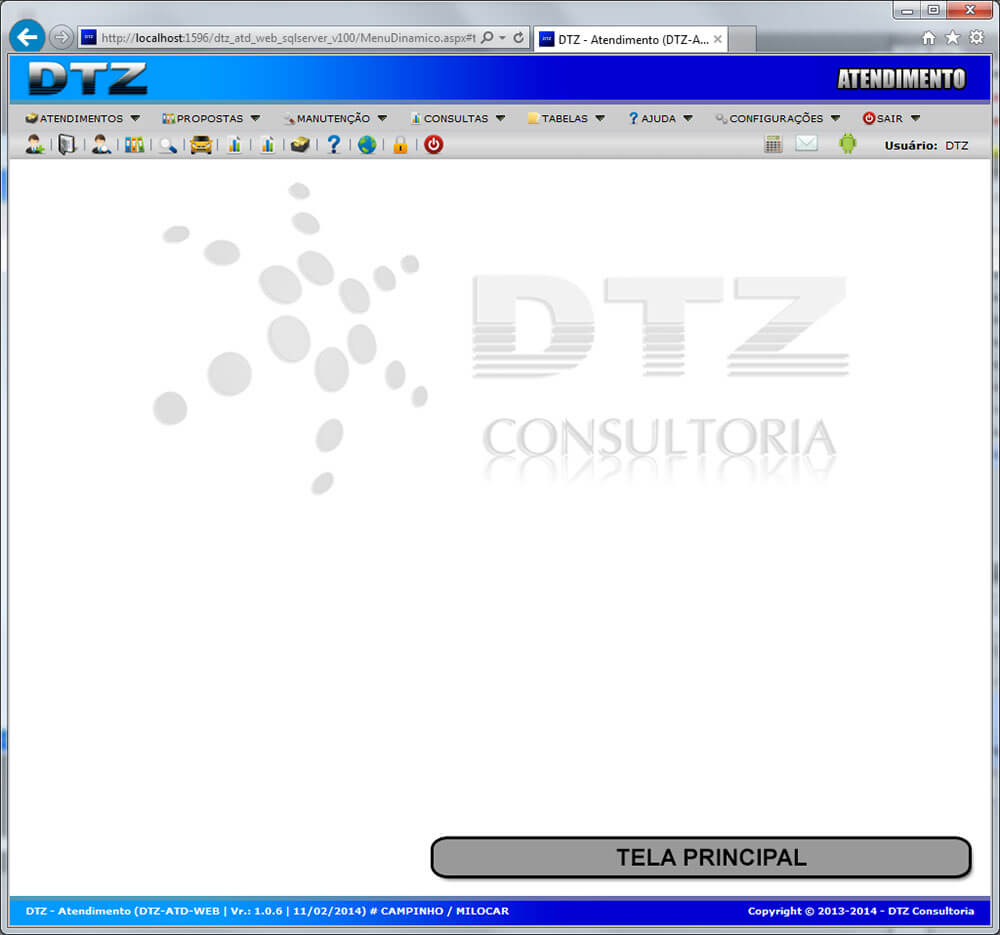 http://localhost:1596/dtz_atd_web_sqlserver_v100/MenuDinamico.aspx#t
DTZ - Atendimento (DTZ-A...
DTZ
ATENDIMENTO
ATENDIMENTOS PROPOSTAS MANUTENÇÃO CONSULTAS TABELAS AJUDA CONFIGURAÇÕES SAIR
Usuário: DTZ
DTZ
CONSULTORIA
TELA PRINCIPAL
DTZ - Atendimento (DTZ-ATD-WEB | Vr.: 1.0.6 | 11/02/2014) # CAMPINHO / MILOCAR
Copyright © 2013-2014 - DTZ Consultoria